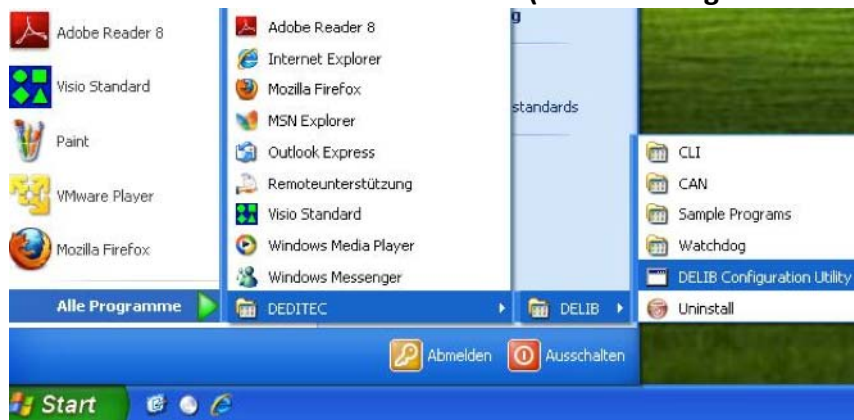 Adobe Reader 8
Visio Standard
Paint
VMware Player
Mozilla Firefox
Alle Programme
Adobe Reader 8
Internet Explorer
Mozilla Firefox
MSN Explorer
Outlook Express
Remoteunterstützung
Visio Standard
Windows Media Player
Windows Messenger
DEDITEC
standards
DELIB
CLI
CAN
Sample Programs
Watchdog
DELIB Configuration Utility
Uninstall
Abmelden
Ausschalten
Start